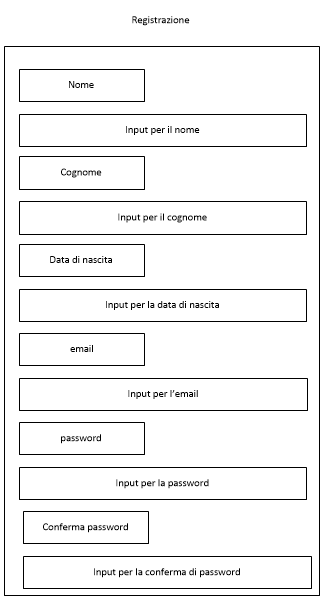 Registrazione
Nome
Input per il nome
Cognome
Input per il cognome
Data di nascita
Input per la data di nascita
email
Input per l'email
password
Input per la password
Conferma password
Input per la conferma di password